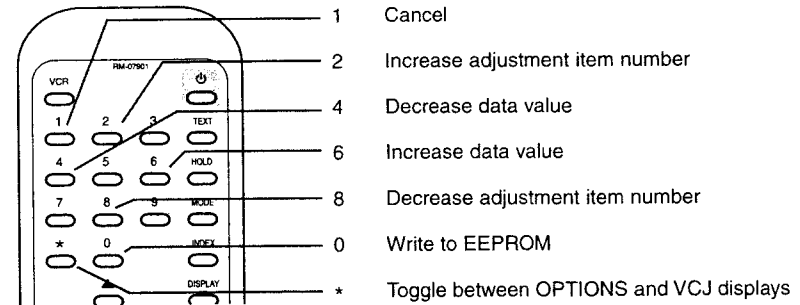 1 Cancel
RM-07901
VCR
2 Increase adjustment item number
1 2 3 TEXT
4 Decrease data value
4 5 6 HOLD
6 Increase data value
7 8 9 MODE
8 Decrease adjustment item number
* 0 INDEX
0 Write to EEPROM
DISPLAY
* Toggle between OPTIONS and VCJ displays